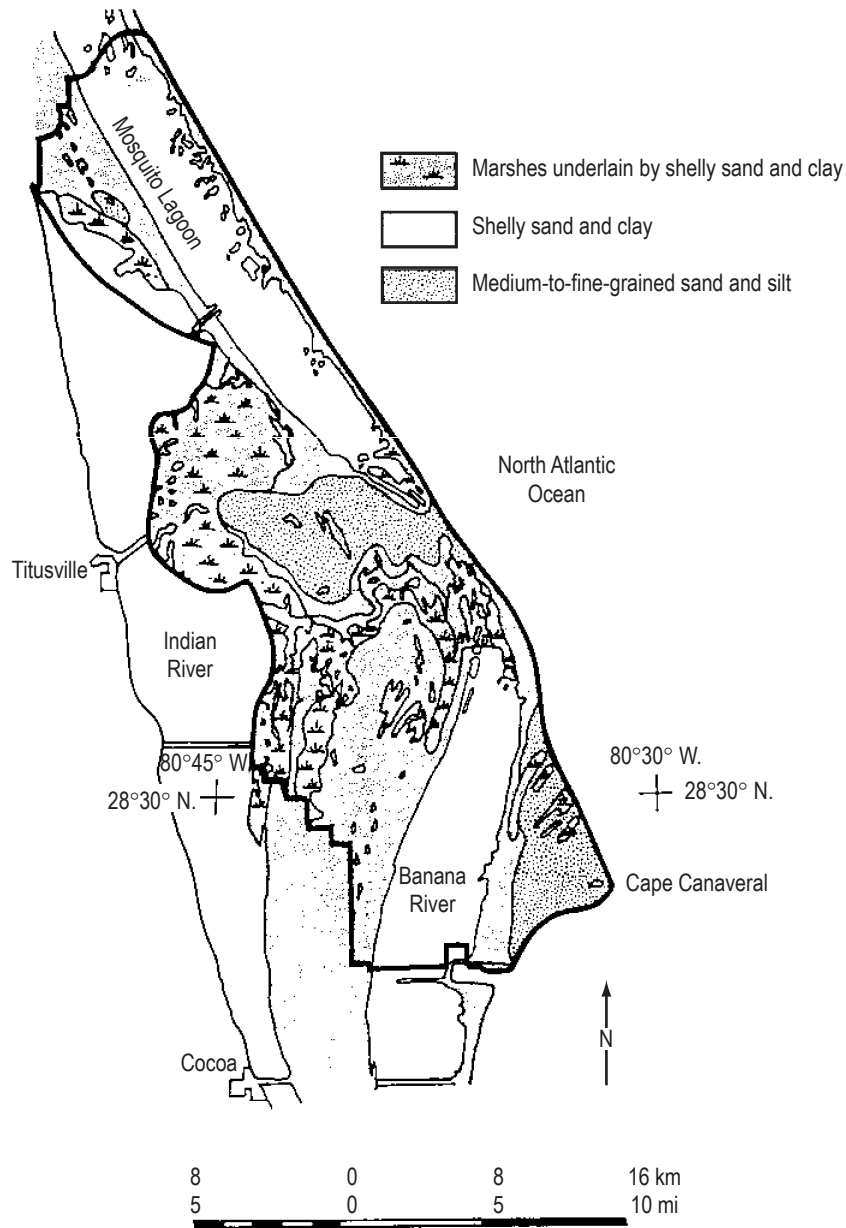 Mosquito Lagoon
Marshes underlain by shelly sand and clay
Shelly sand and clay
Medium-to-fine-grained sand and silt
North Atlantic
Ocean
Titusville
Indian
River
80°45° W.
28°30° N.
80°30° W.
28°30° N.
Banana
River
Cape Canaveral
N
Cocoa
8 0 8 16 km
5 0 5 10 mi